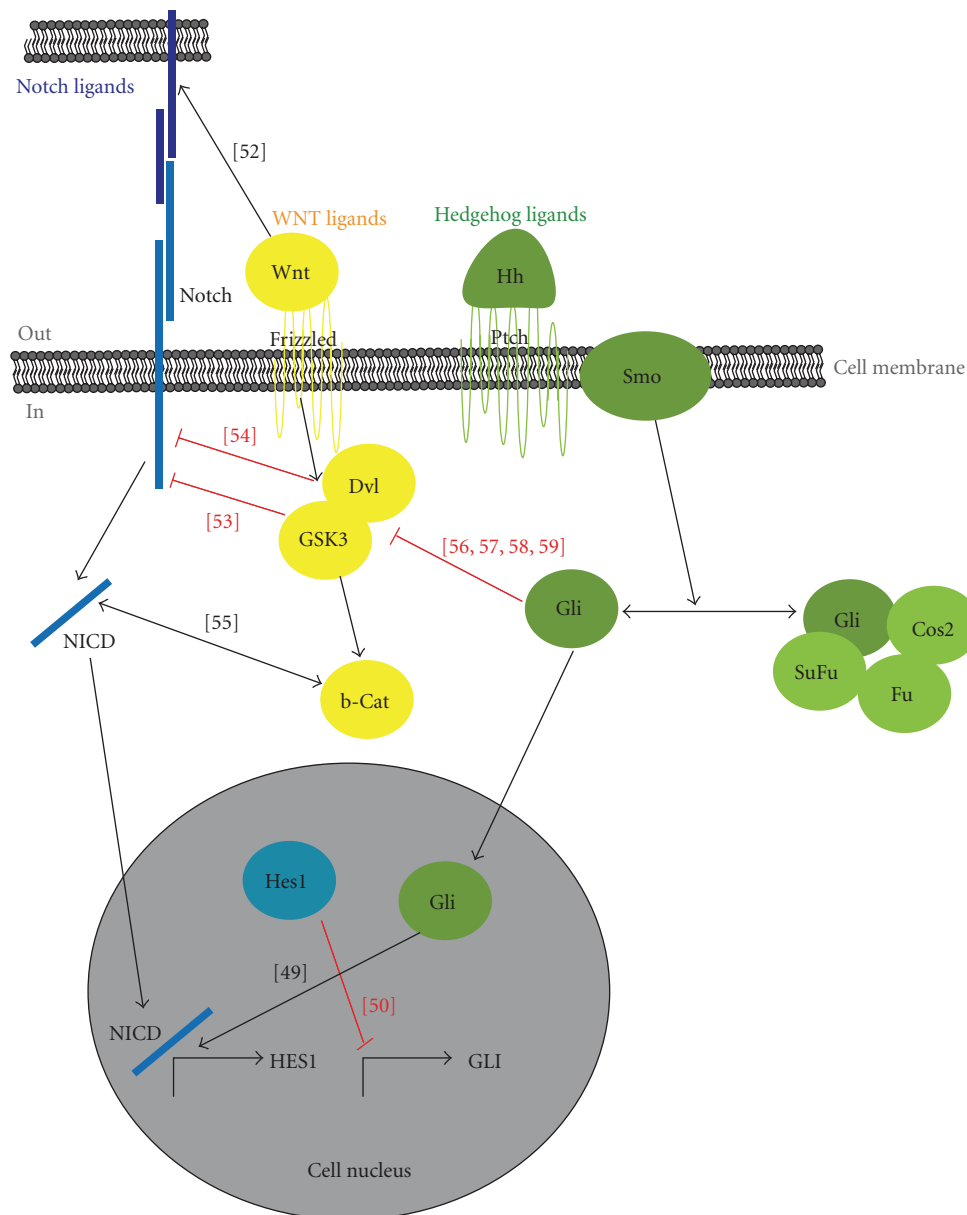 Notch ligands
[52]
WNT ligands
Hedgehog ligands
Wnt
Hh
Notch
Out
Frizzled
Ptch
Cell membrane
Smo
In
[54]
Dvl
[53]
GSK3
[56, 57, 58, 59]
Gli
Gli
Cos2
[55]
NICD
SuFu
Fu
b-Cat
Hes1
Gli
[49]
[50]
NICD
HES1
GLI
Cell nucleus